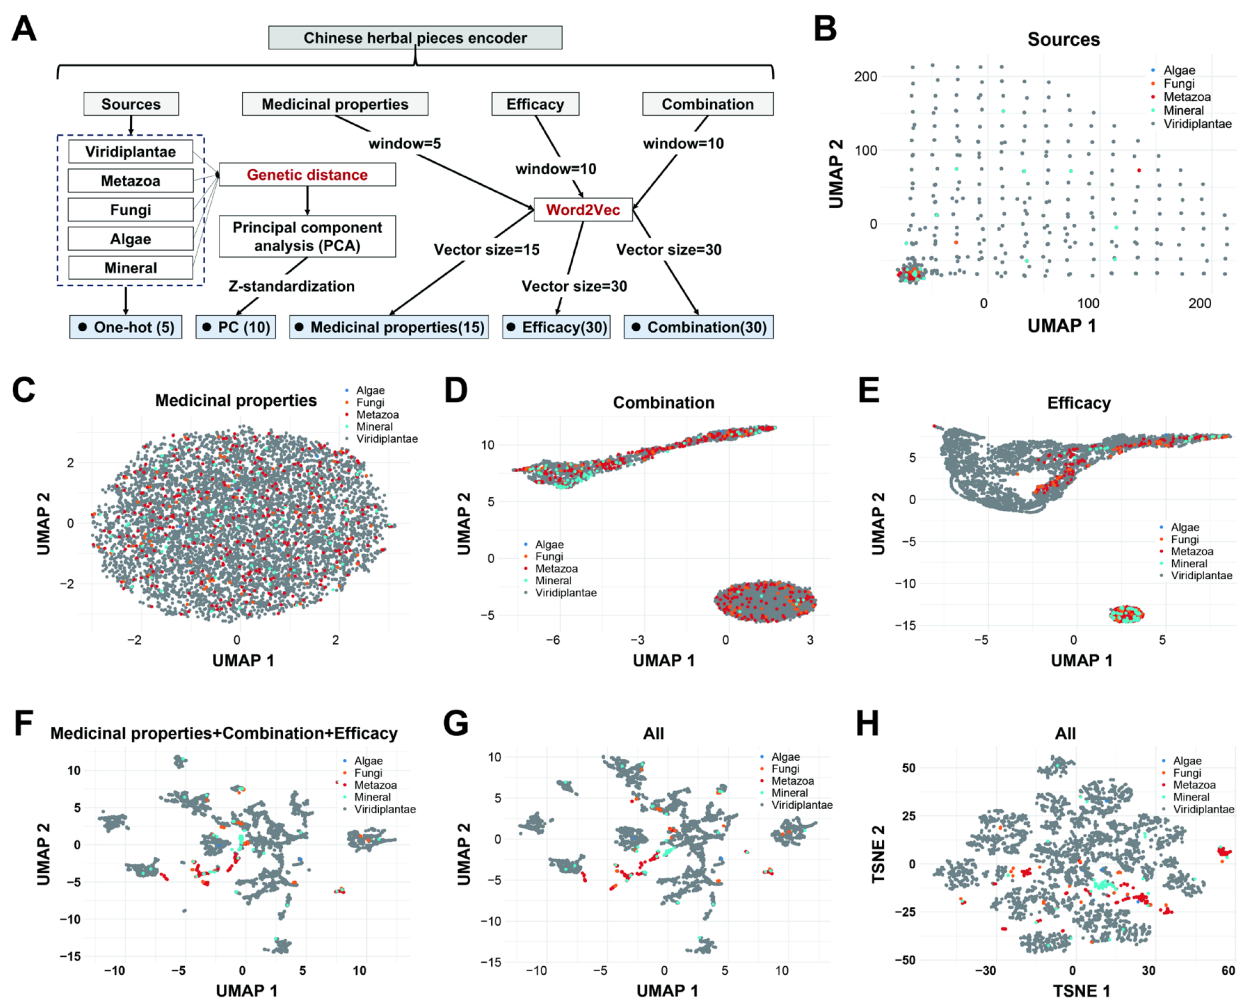 A
Chinese herbal pieces encoder
Sources
Medicinal properties
Efficacy
Combination
window=5
window=10
window=10
Viridiplantae
Metazoa
Fungi
Algae
Mineral
Genetic distance
Principal component
analysis (PCA)
Z-standardization
Word2Vec
Vector size=15
Vector size=30
Vector size=30
● One-hot (5)
● PC (10)
● Medicinal properties(15)
● Efficacy(30)
● Combination(30)
B
Sources
Algae
Fungi
Metazoa
Mineral
Viridiplantae
200
100
0
UMAP 2
0
100
200
UMAP 1
C
Medicinal properties
Algae
Fungi
Metazoa
Mineral
Viridiplantae
2
0
−2
UMAP 2
−2
0
2
UMAP 1
D
Combination
10
5
0
−5
UMAP 2
Algae
Fungi
Metazoa
Mineral
Viridiplantae
−6
−3
0
3
UMAP 1
E
Efficacy
5
0
−5
−10
−15
UMAP 2
Algae
Fungi
Metazoa
Mineral
Viridiplantae
−5
0
5
UMAP 1
F
Medicinal properties+Combination+Efficacy
Algae
Fungi
Metazoa
Mineral
Viridiplantae
10
5
0
−5
−10
−15
UMAP 2
−10
−5
0
5
10
UMAP 1
G
All
Algae
Fungi
Metazoa
Mineral
Viridiplantae
10
5
0
−5
−10
−15
UMAP 2
−10
−5
0
5
10
UMAP 1
H
All
Algae
Fungi
Metazoa
Mineral
Viridiplantae
50
25
0
−25
−50
TSNE 2
−30
0
30
60
TSNE 1